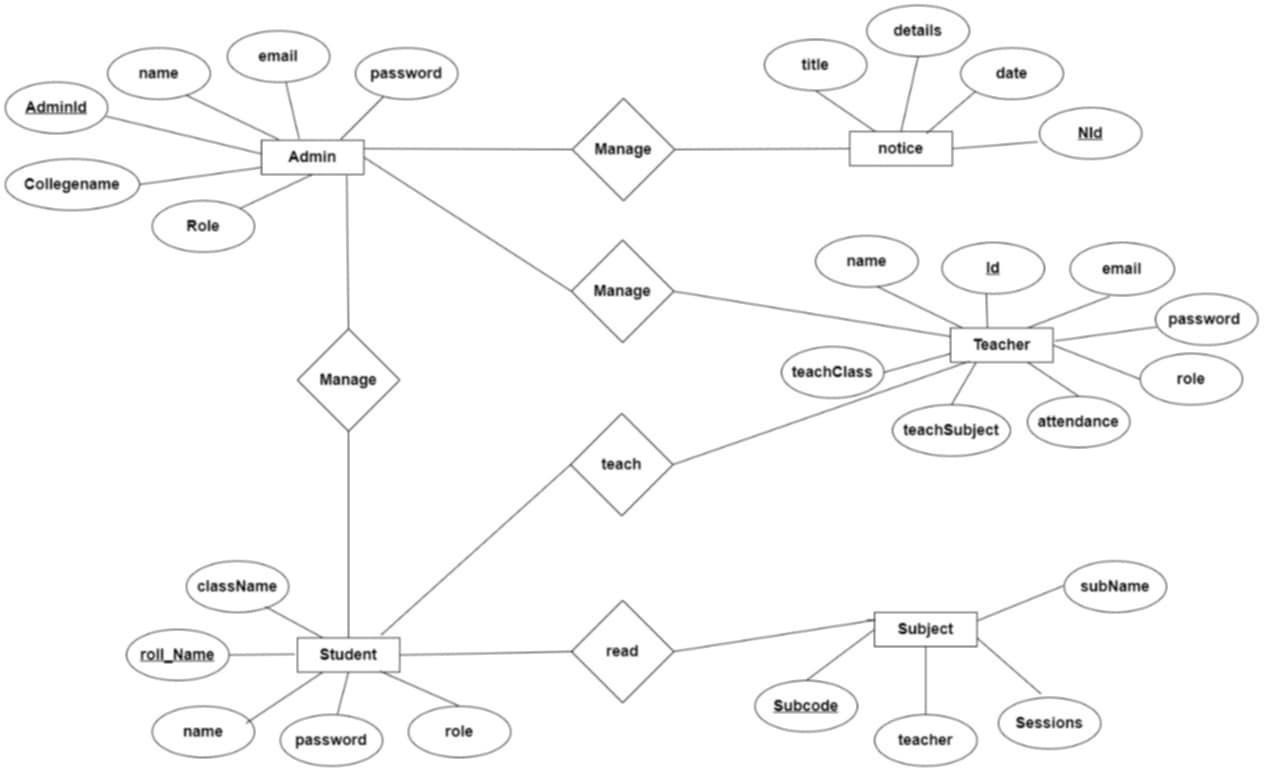 details
email
title
name
password
date
AdminId
NId
Admin
Manage
notice
Collegename
Role
name
Id
email
Manage
password
Teacher
teachClass
role
Manage
attendance
teachSubject
teach
className
subName
Subject
roll_Name
Student
read
Subcode
Sessions
name
role
password
teacher